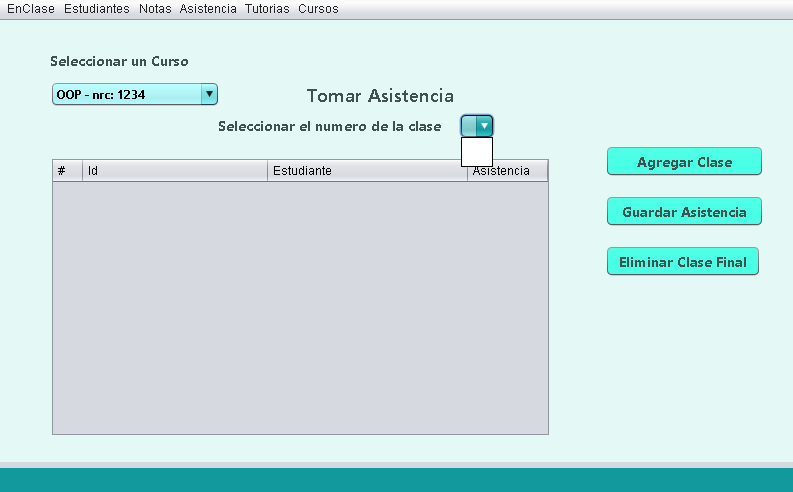 EnClase Estudiantes Notas Asistencia Tutorias Cursos
Seleccionar un Curso
OOP - nrc: 1234
Tomar Asistencia
Seleccionar el numero de la clase
# Id Estudiante Asistencia
Agregar Clase
Guardar Asistencia
Eliminar Clase Final